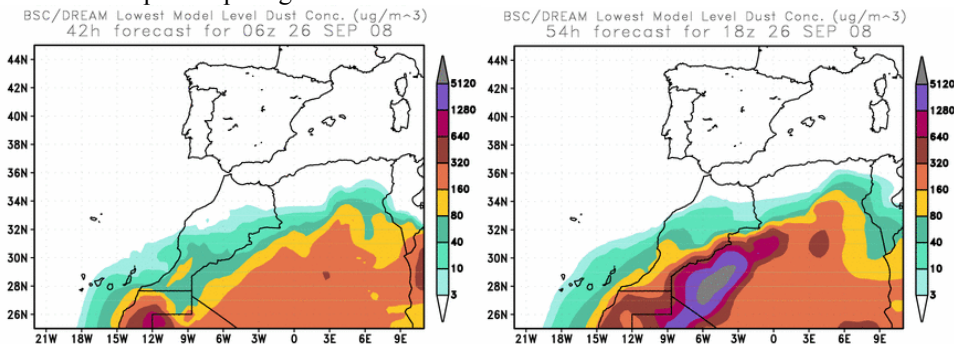 BSC/DREAM Lowest Model Level Dust Conc. (ug/m^3)
42h forecast for 06z 26 SEP 08
44N
42N
40N
38N
36N
34N
32N
30N
28N
26N
21W 18W 15W 12W 9W 6W 3W 0 3E 6E 9E
5120
1280
640
320
160
80
40
10
3
BSC/DREAM Lowest Model Level Dust Conc. (ug/m^3)
54h forecast for 18z 26 SEP 08
44N
42N
40N
38N
36N
34N
32N
30N
28N
26N
21W 18W 15W 12W 9W 6W 3W 0 3E 6E 9E
5120
1280
640
320
160
80
40
10
3